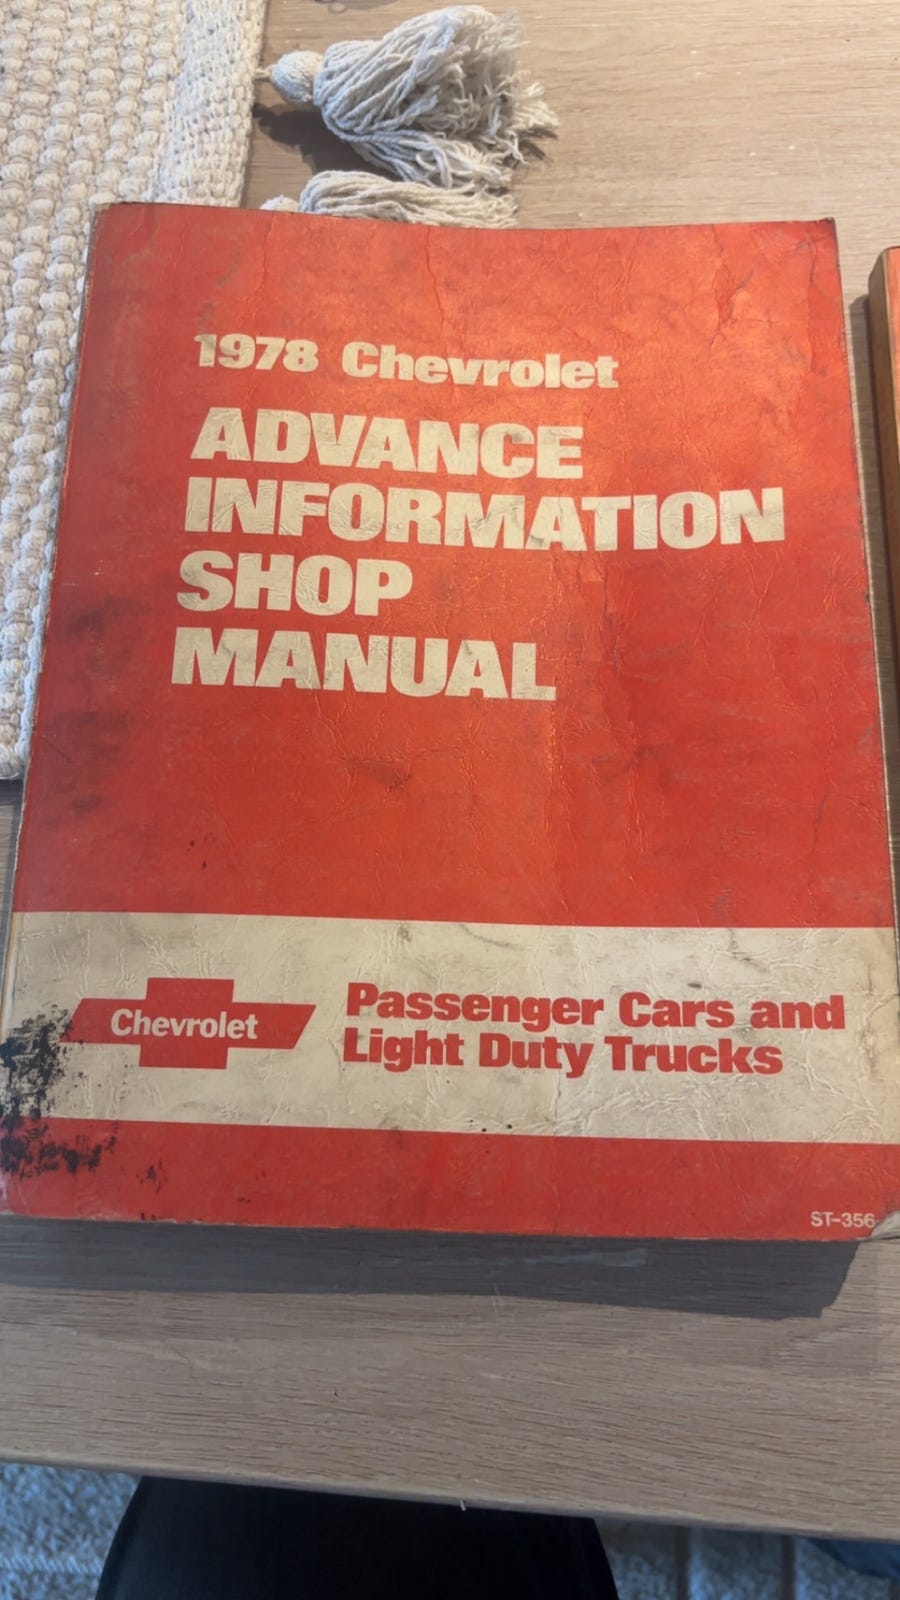 1978 Chevrolet
ADVANCE
INFORMATION
SHOP
MANUAL
Chevrolet
Passenger Cars and
Light Duty Trucks
ST-356